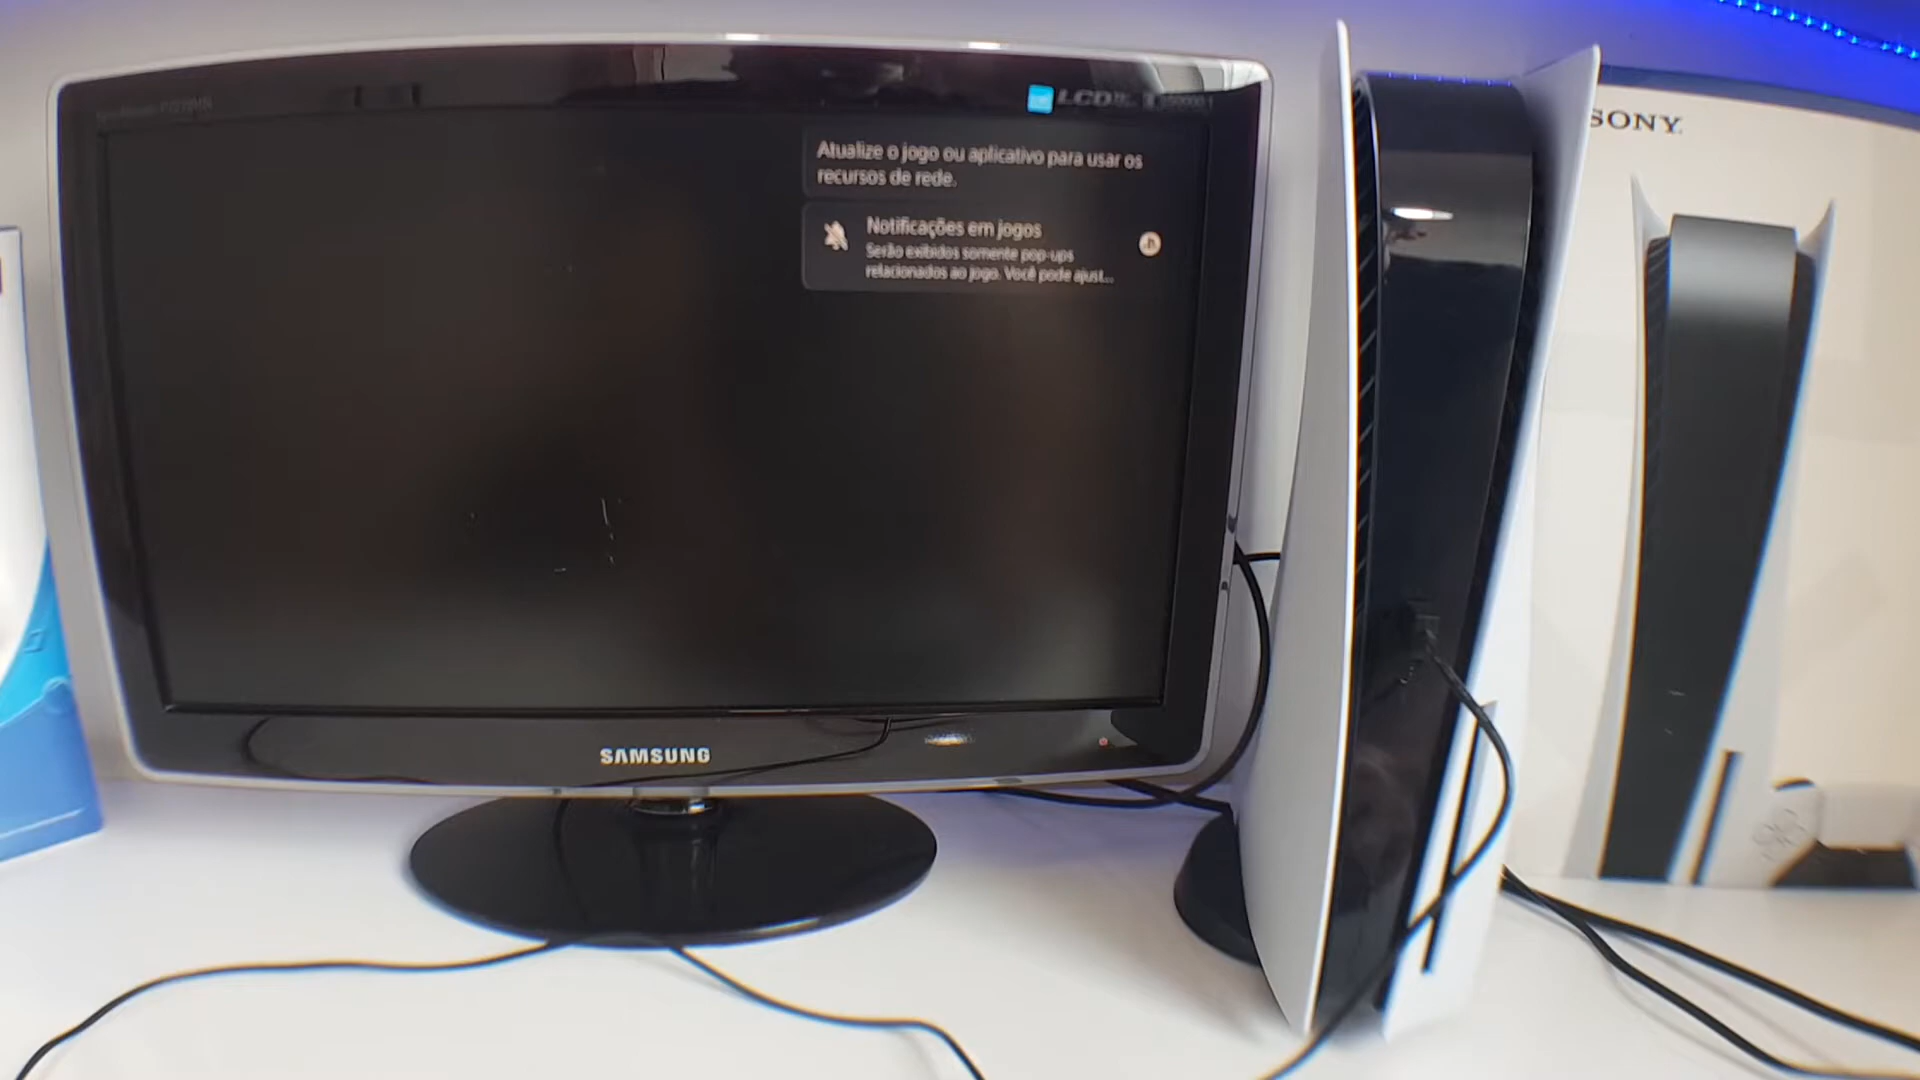 LCD
SONY
Atualize o jogo ou aplicativo para usar os
recursos de rede.
Notificações em jogos
Serão exibidos somente pop-ups
relacionados ao jogo. Você pode ajust...
SAMSUNG